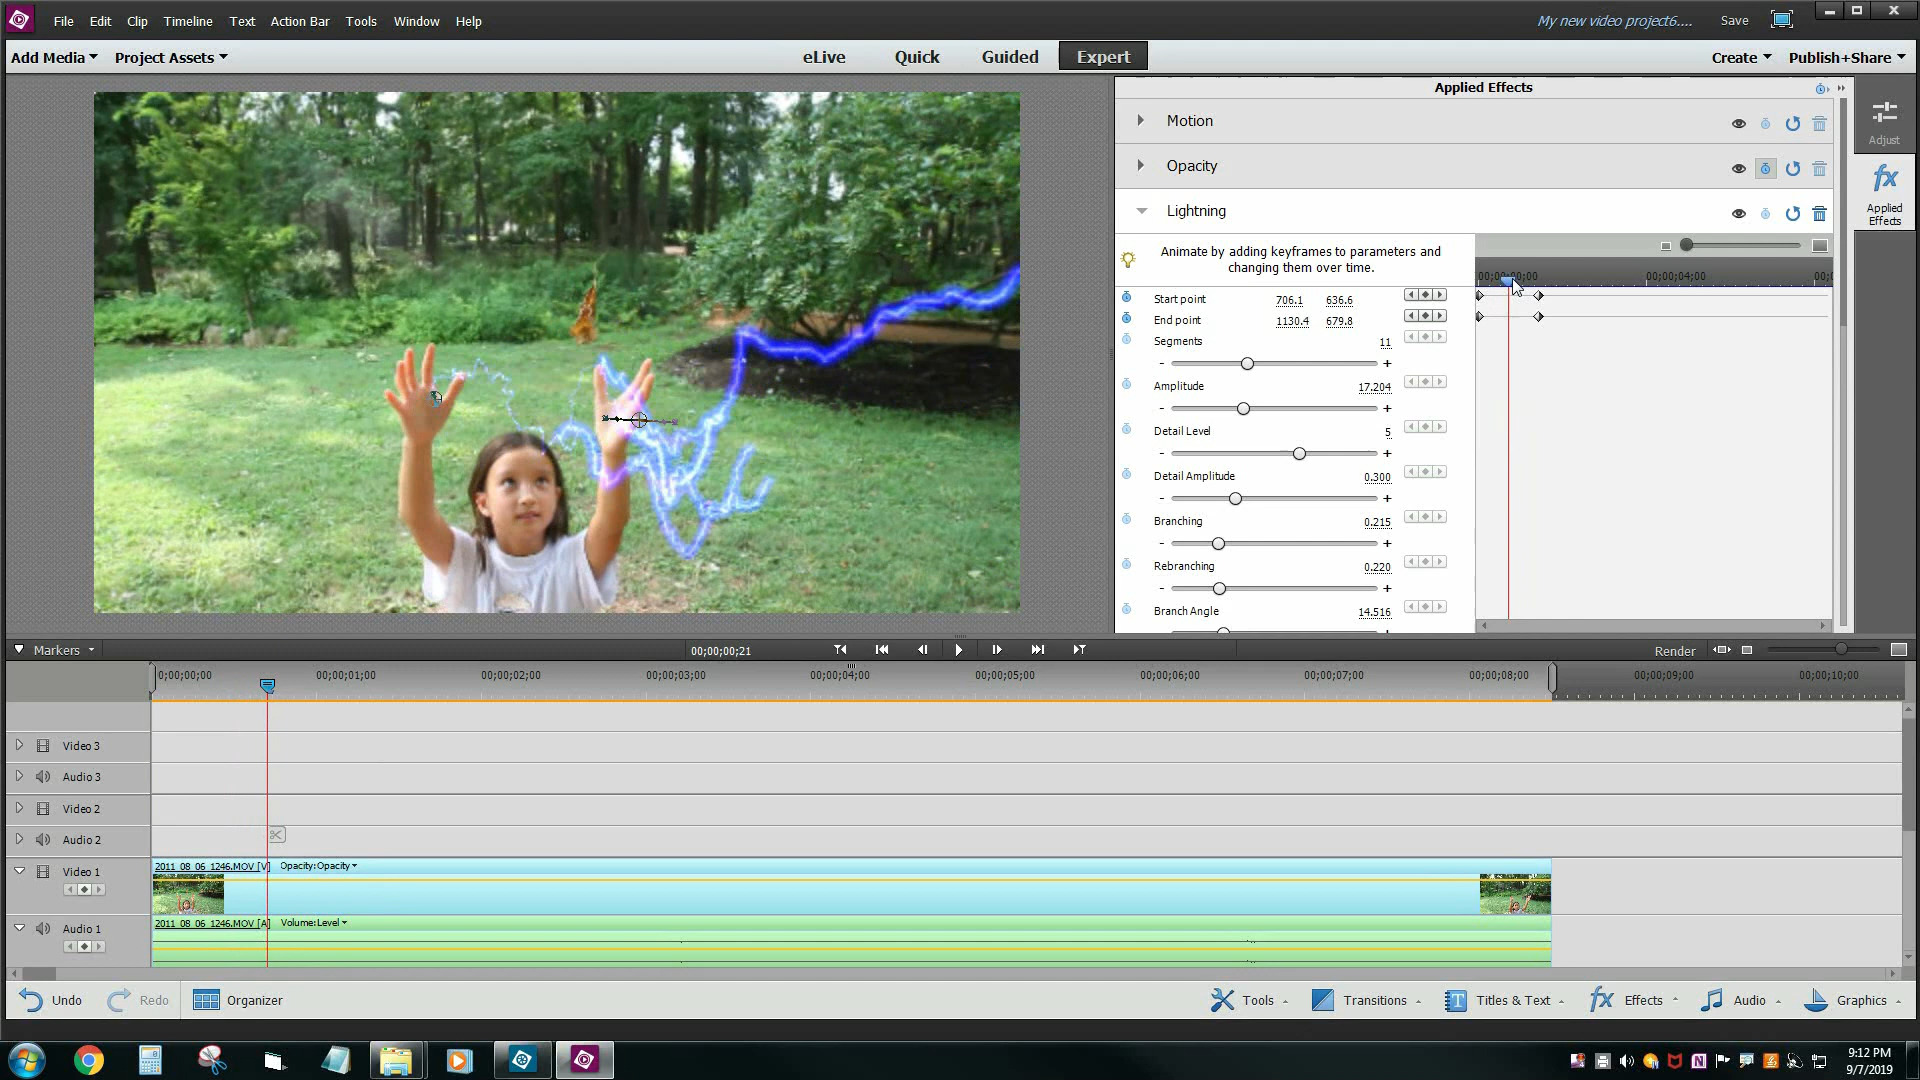 File Edit Clip Timeline Text Action Bar Tools Window Help
My new video project6.... Save
Add Media Project Assets
eLive Quick Guided Expert
Create Publish+Share
Applied Effects
Motion
Opacity
Lightning
Adjust
fx
Applied
Effects
Animate by adding keyframes to parameters and
changing them over time.
00;00;04;00
Start point 706.1 636.6
End point 1130.4 679.8
Segments 11
- +
Amplitude 17.204
- +
Detail Level 5
- +
Detail Amplitude 0.300
- +
Branching 0.215
- +
Rebranching 0.220
- +
Branch Angle 14.516
Markers
00;00;00;21
Render
00;00;00;00 00;00;01;00 00;00;02;00 00;00;03;00 00;00;04;00 00;00;05;00 00;00;06;00 00;00;07;00 00;00;08;00 00;00;09;00 00;00;10;00
Video 3
Audio 3
Video 2
Audio 2
Video 1
2011_08_06_1246.MOV [V] Opacity:Opacity
Audio 1
2011_08_06_1246.MOV [A] Volume:Level
Undo Redo Organizer
Tools Transitions Titles & Text fx Effects Audio Graphics
9:12 PM
9/7/2019